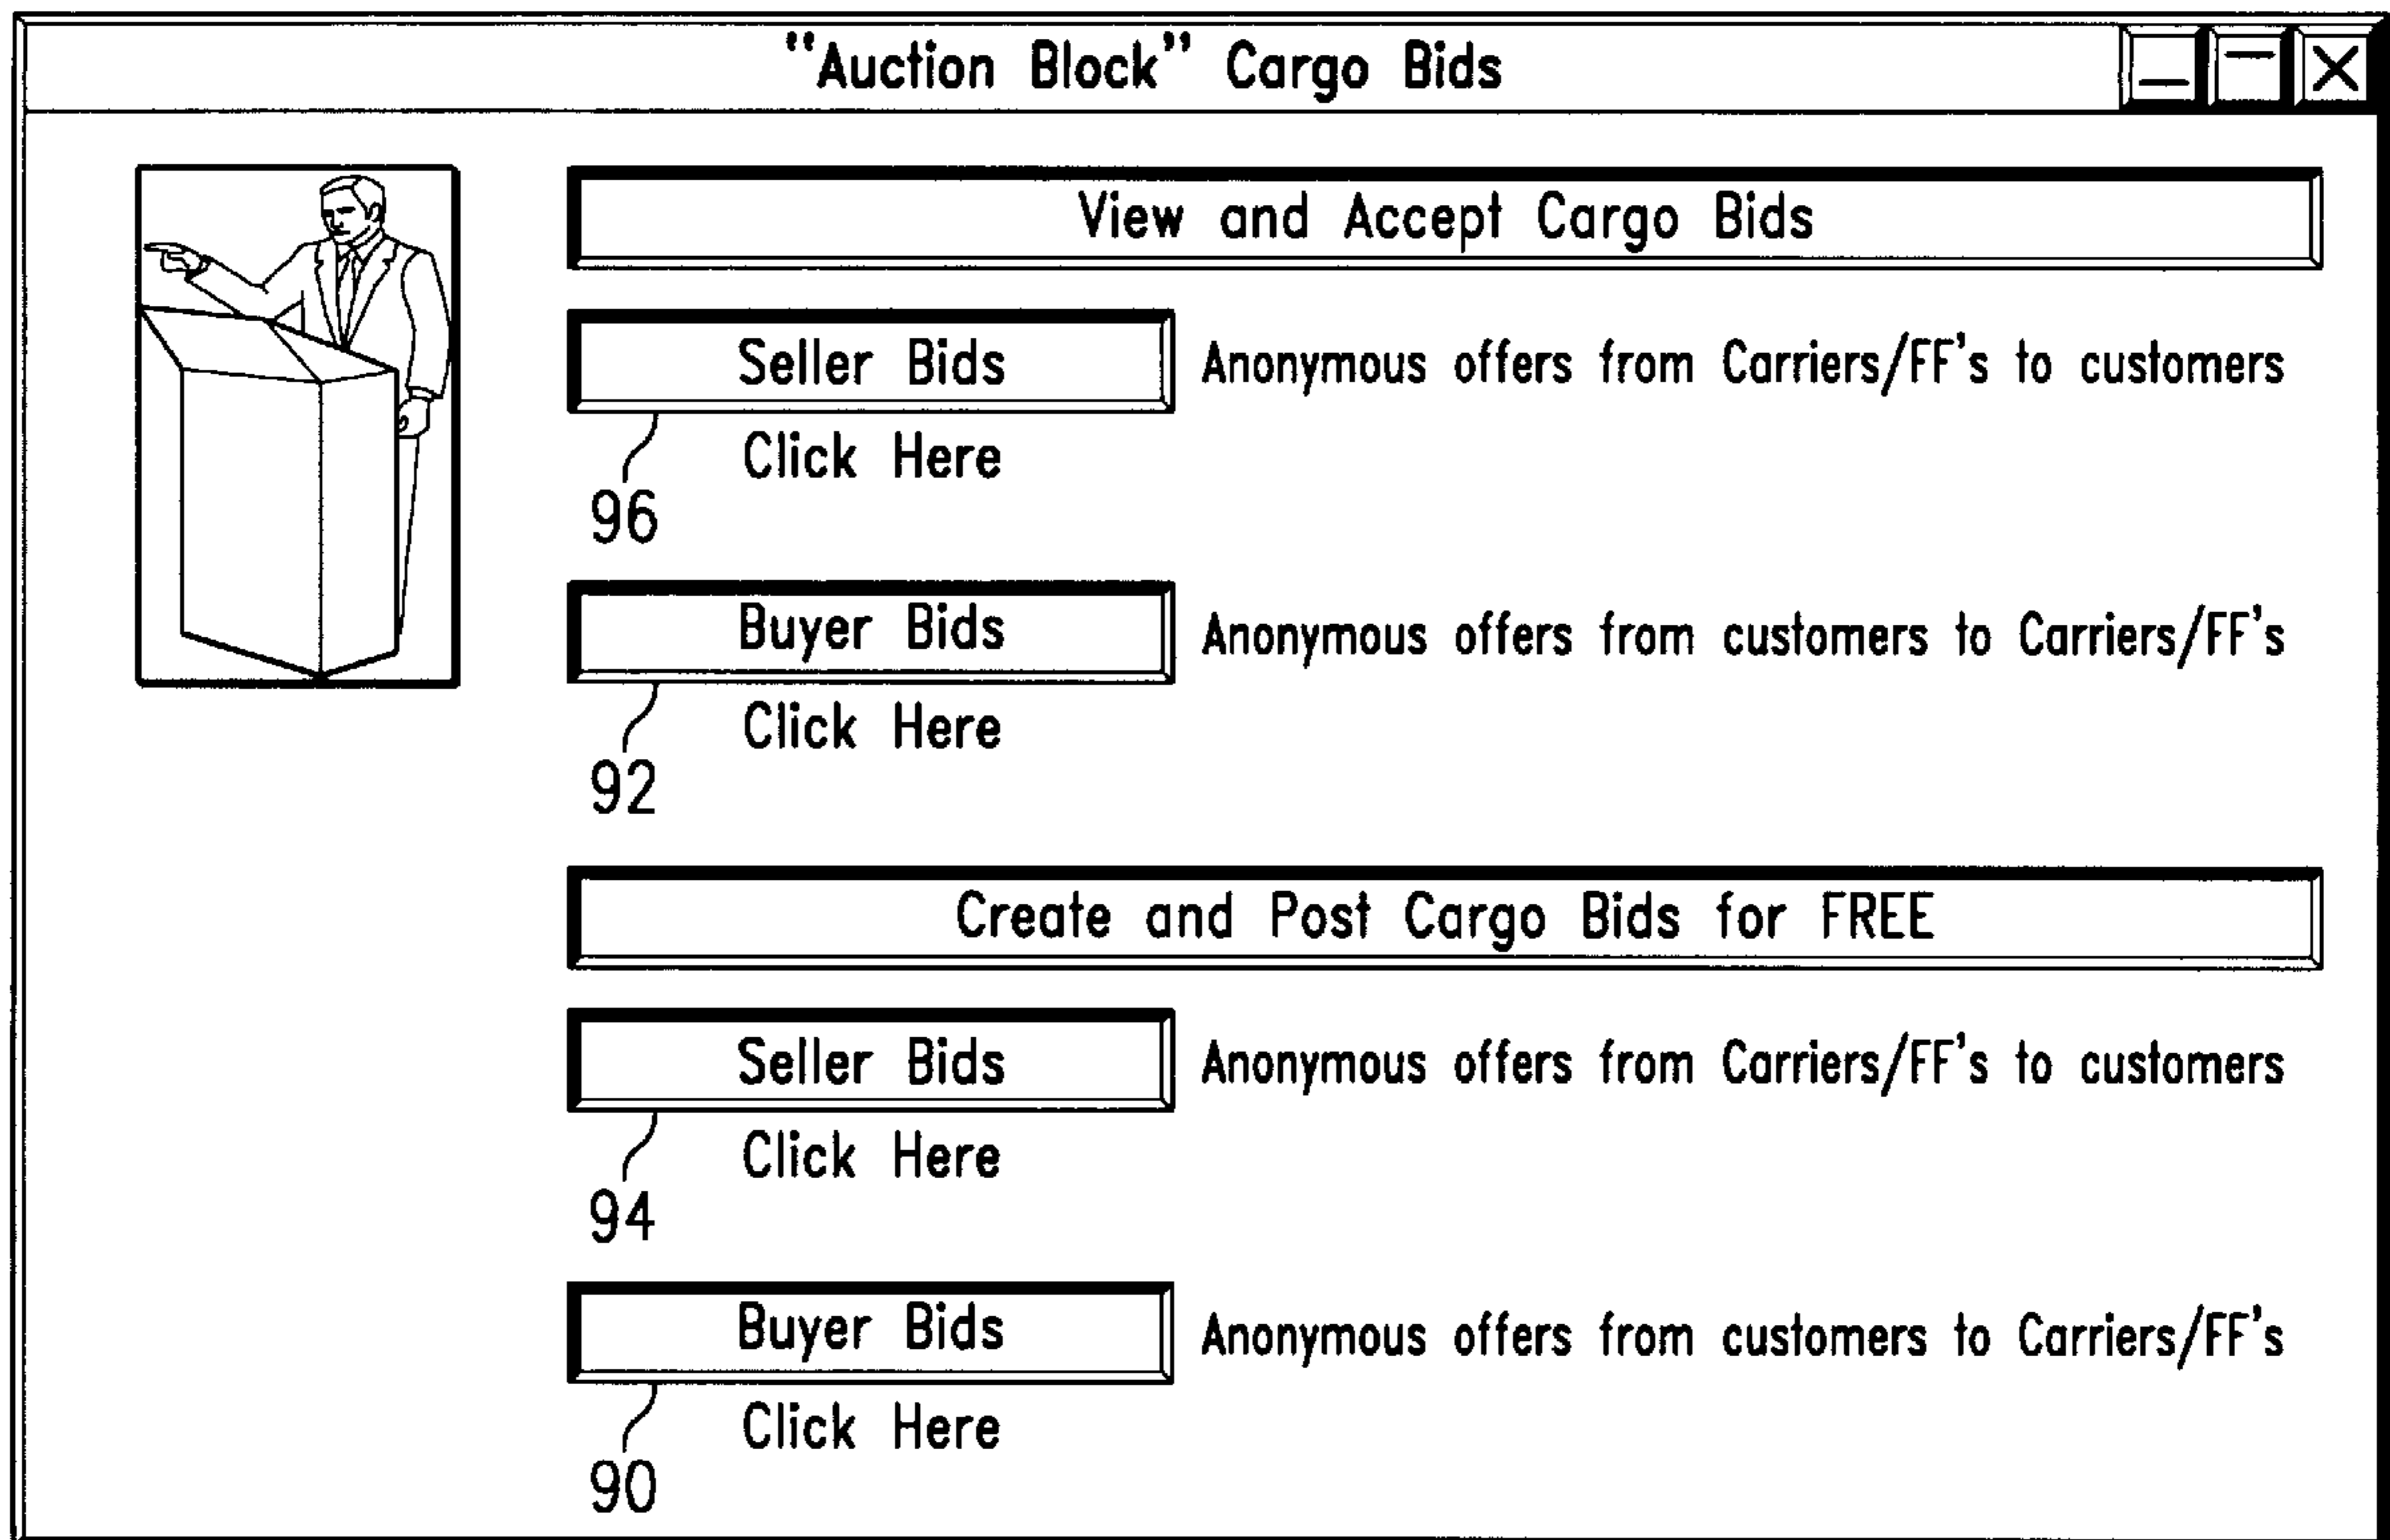 "Auction Block" Cargo Bids
View and Accept Cargo Bids
Seller Bids Anonymous offers from Carriers/FF's to customers
Click Here
96
Buyer Bids Anonymous offers from customers to Carriers/FF's
Click Here
92
Create and Post Cargo Bids for FREE
Seller Bids Anonymous offers from Carriers/FF's to customers
Click Here
94
Buyer Bids Anonymous offers from customers to Carriers/FF's
Click Here
90